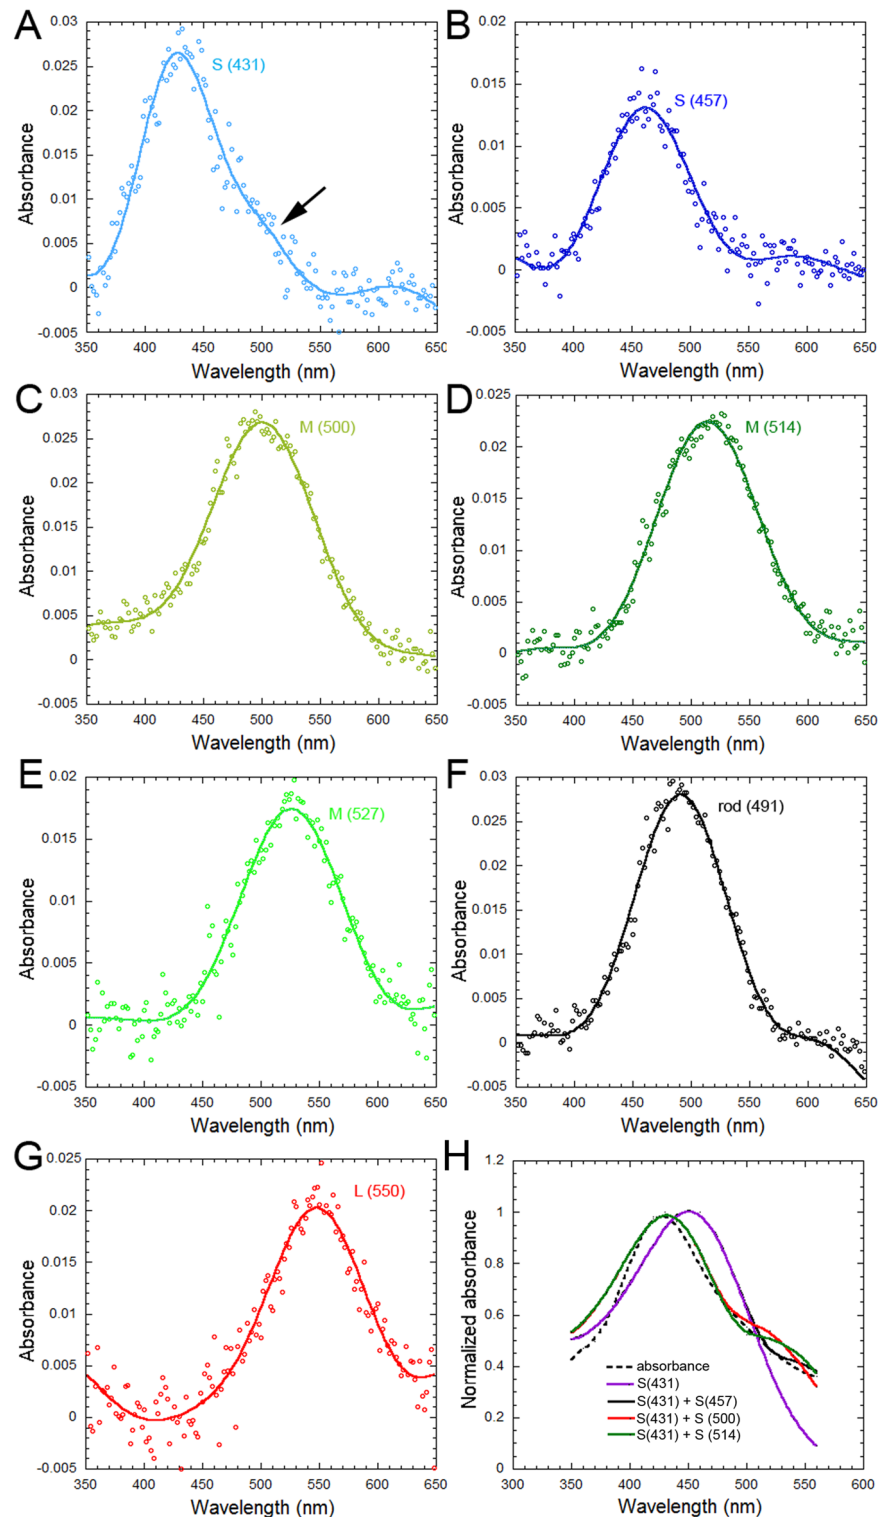 A
0.03
0.025
0.02
0.015
0.01
0.005
0
-0.005
Absorbance
S (431)
350 400 450 500 550 600 650
Wavelength (nm)
B
0.02
0.015
0.01
0.005
0
-0.005
Absorbance
S (457)
350 400 450 500 550 600 650
Wavelength (nm)
C
0.03
0.025
0.02
0.015
0.01
0.005
0
-0.005
Absorbance
M (500)
350 400 450 500 550 600 650
Wavelength (nm)
D
0.025
0.02
0.015
0.01
0.005
0
-0.005
Absorbance
M (514)
350 400 450 500 550 600 650
Wavelength (nm)
E
0.02
0.015
0.01
0.005
0
-0.005
Absorbance
M (527)
350 400 450 500 550 600 650
Wavelength (nm)
F
0.03
0.025
0.02
0.015
0.01
0.005
0
-0.005
Absorbance
rod (491)
350 400 450 500 550 600 650
Wavelength (nm)
G
0.025
0.02
0.015
0.01
0.005
0
-0.005
Absorbance
L (550)
350 400 450 500 550 600 650
Wavelength (nm)
H
1.2
1
0.8
0.6
0.4
0.2
0
Normalized absorbance
absorbance
S(431)
S(431) + S(457)
S(431) + S (500)
S(431) + S (514)
300 350 400 450 500 550 600
Wavelength (nm)